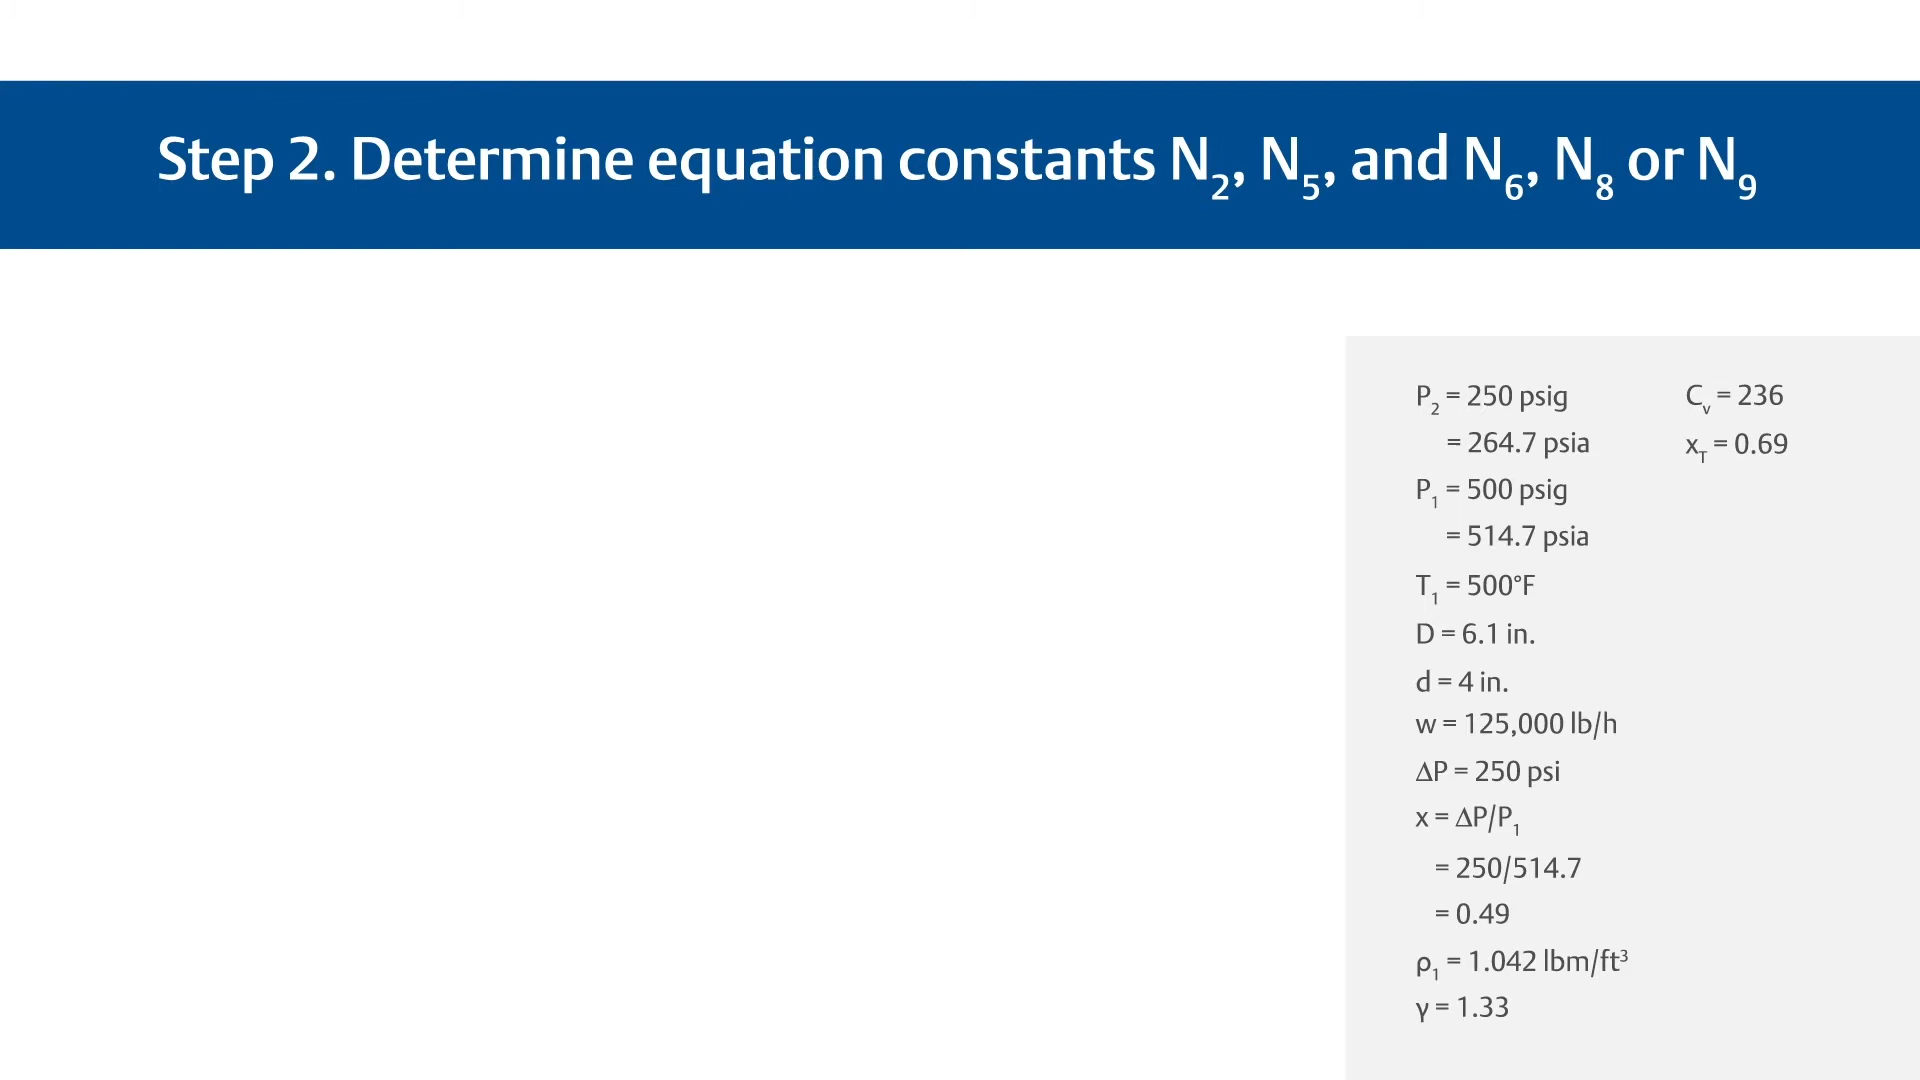 Step 2. Determine equation constants N₂, N₅, and N₆, N₈ or N₉
P₂ = 250 psig
= 264.7 psia
P₁ = 500 psig
= 514.7 psia
T₁ = 500°F
D = 6.1 in.
d = 4 in.
w = 125,000 lb/h
ΔP = 250 psi
x = ΔP/P₁
= 250/514.7
= 0.49
ρ₁ = 1.042 lbm/ft³
γ = 1.33
Cᵥ = 236
x_T = 0.69